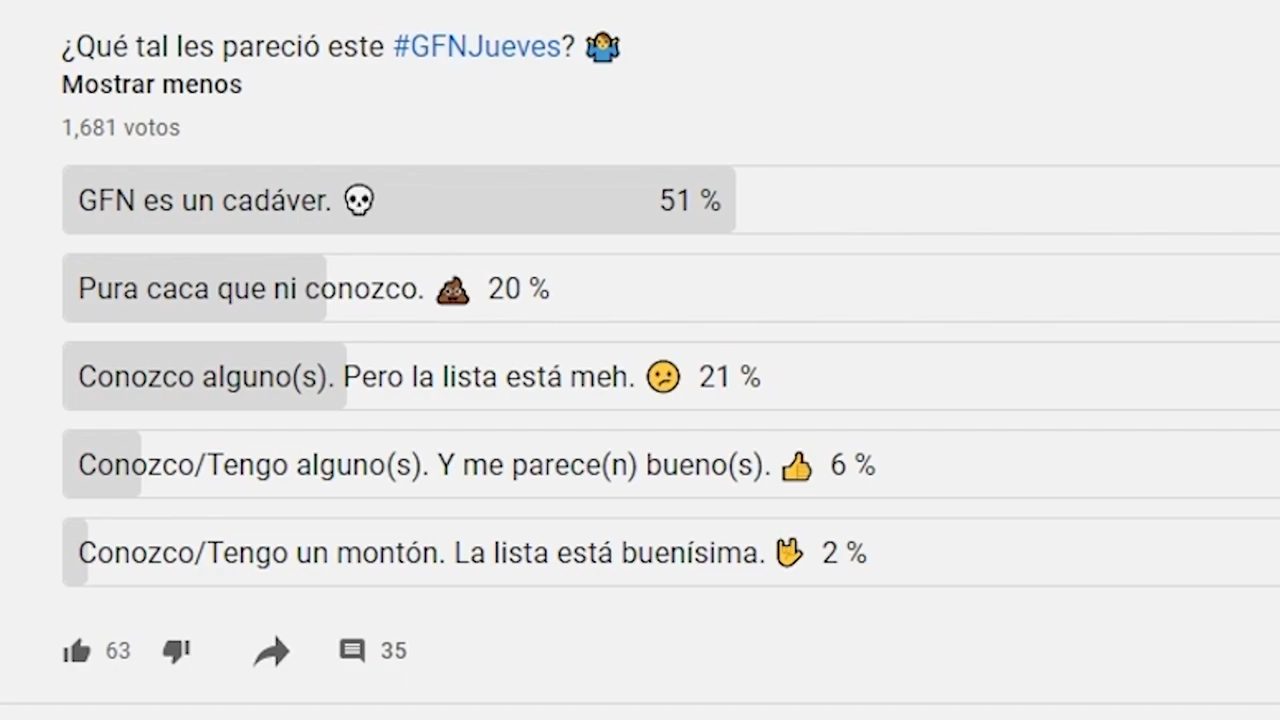 ¿Qué tal les pareció este #GFNJueves? 🤷‍♂️
Mostrar menos
1,681 votos
GFN es un cadáver. 💀 51 %
Pura caca que ni conozco. 💩 20 %
Conozco alguno(s). Pero la lista está meh. 😕 21 %
Conozco/Tengo alguno(s). Y me parece(n) bueno(s). 👍 6 %
Conozco/Tengo un montón. La lista está buenísima. 🤘 2 %
63 35